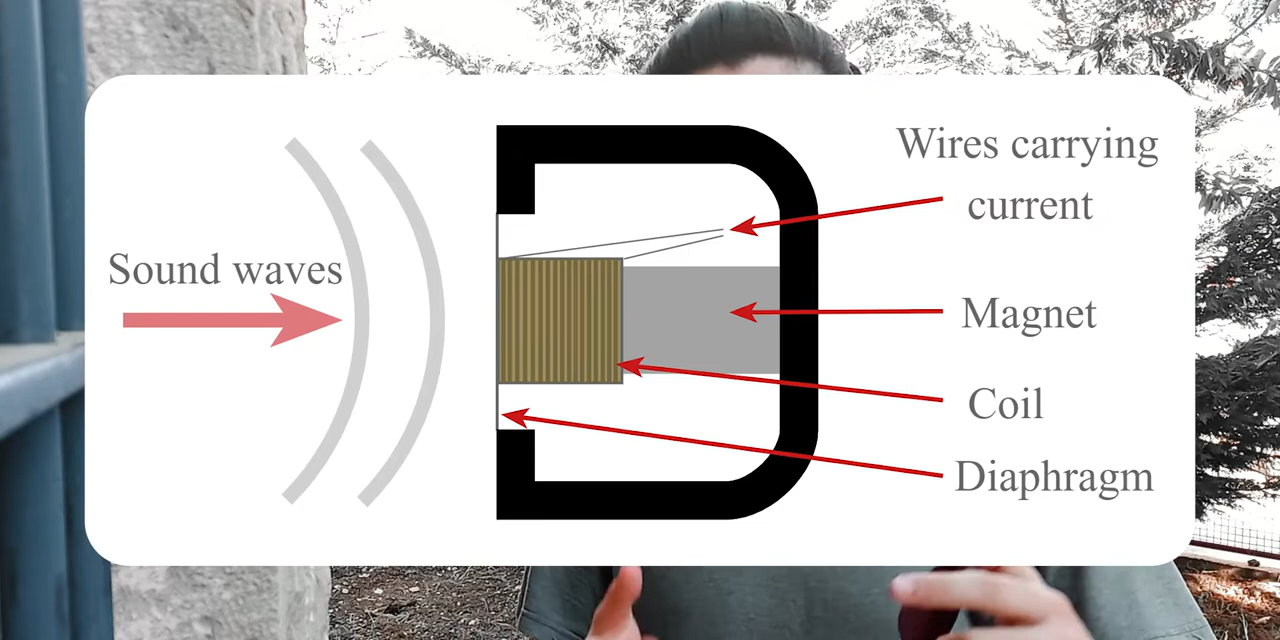 Wires carrying
current
Sound waves
Magnet
Coil
Diaphragm